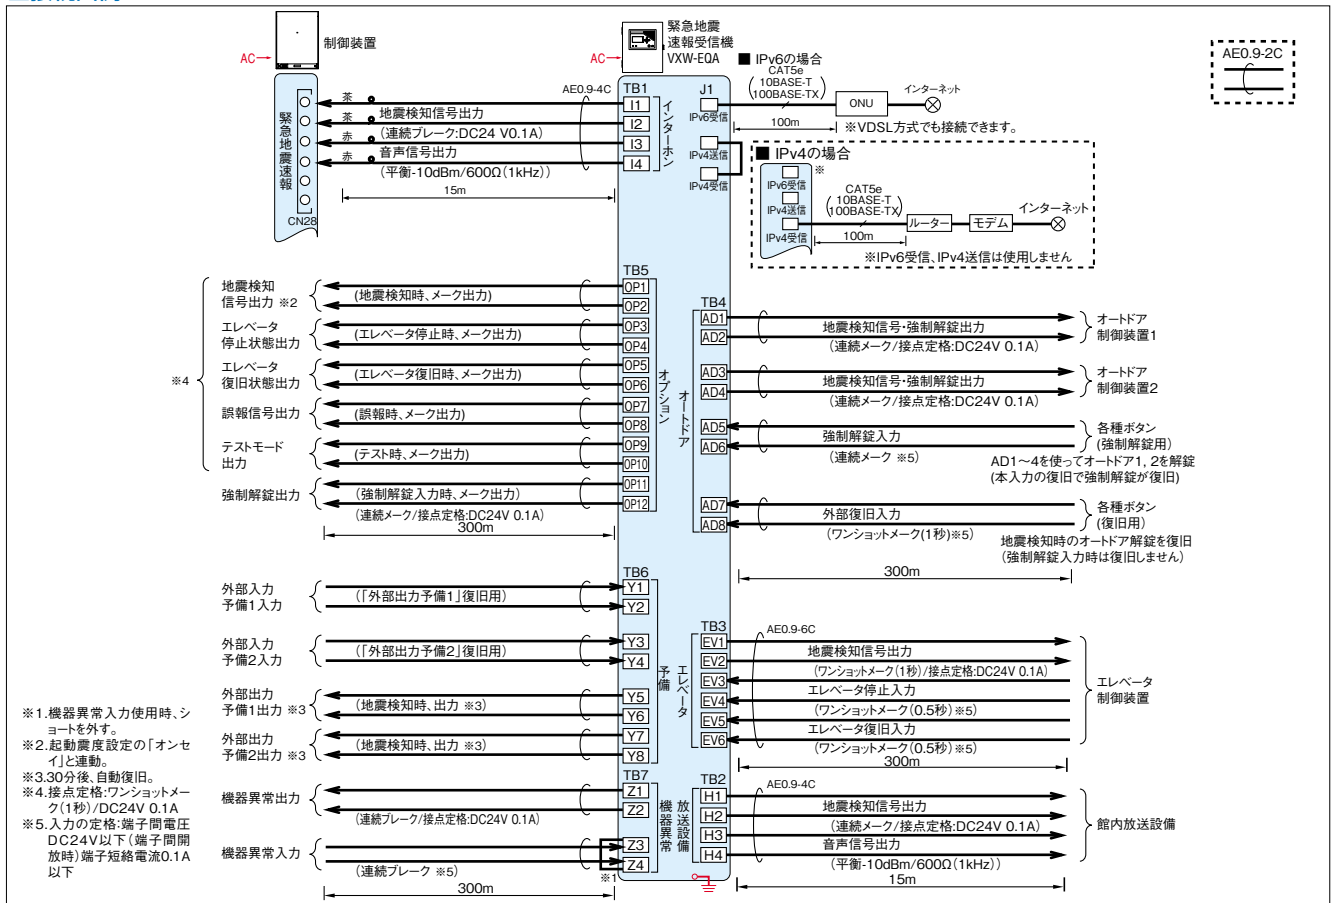 制御装置
AC→
緊急地震速報
CN28
茶
茶
赤
赤
地震検知信号出力
(連続ブレーク:DC24 V0.1A)
音声信号出力
(平衡-10dBm/600Ω(1kHz))
15m
AE0.9-4C
緊急地震
速報受信機
VXW-EQA
AC→
TB1
I1
I2
I3
I4
インターホン
J1
IPv6受信
IPv4送信
IPv4受信
■ IPv6の場合
CAT5e
10BASE-T
100BASE-TX
100m
ONU
インターネット
※VDSL方式でも接続できます。
■ IPv4の場合
IPv6受信
※
IPv4送信
IPv4受信
CAT5e
10BASE-T
100BASE-TX
100m
ルーター
モデム
インターネット
※IPv6受信、IPv4送信は使用しません
AE0.9-2C
※4
地震検知
信号出力 ※2
(地震検知時、メーク出力)
エレベータ
停止状態出力
(エレベータ停止時、メーク出力)
エレベータ
復旧状態出力
(エレベータ復旧時、メーク出力)
誤報信号出力
(誤報時、メーク出力)
テストモード
出力
(テスト時、メーク出力)
強制解錠出力
(強制解錠入力時、メーク出力)
(連続メーク/接点定格:DC24V 0.1A)
300m
TB5
OP1
OP2
OP3
OP4
OP5
OP6
OP7
OP8
OP9
OP10
OP11
OP12
オプション
TB4
AD1
AD2
AD3
AD4
AD5
AD6
AD7
AD8
オートドア
地震検知信号・強制解錠出力
(連続メーク/接点定格:DC24V 0.1A)
オートドア
制御装置1
地震検知信号・強制解錠出力
(連続メーク/接点定格:DC24V 0.1A)
オートドア
制御装置2
強制解錠入力
(連続メーク ※5)
各種ボタン
(強制解錠用)
AD1〜4を使ってオートドア1, 2を解錠
(本入力の復旧で強制解錠が復旧)
外部復旧入力
(ワンショットメーク(1秒)※5)
各種ボタン
(復旧用)
地震検知時のオートドア解錠を復旧
(強制解錠入力時は復旧しません)
300m
外部入力
予備1入力
(「外部出力予備1」復旧用)
外部入力
予備2入力
(「外部出力予備2」復旧用)
外部出力
予備1出力 ※3
(地震検知時、出力 ※3)
外部出力
予備2出力 ※3
(地震検知時、出力 ※3)
TB6
Y1
Y2
Y3
Y4
Y5
Y6
Y7
Y8
予備
TB3
EV1
EV2
EV3
EV4
EV5
EV6
エレベータ
AE0.9-6C
地震検知信号出力
(ワンショットメーク(1秒)/接点定格:DC24V 0.1A)
エレベータ停止入力
(ワンショットメーク(0.5秒)※5)
エレベータ復旧入力
(ワンショットメーク(0.5秒)※5)
300m
エレベータ
制御装置
機器異常出力
(連続ブレーク/接点定格:DC24V 0.1A)
機器異常入力
(連続ブレーク ※5)
※1
300m
TB7
Z1
Z2
Z3
Z4
機器異常
TB2
H1
H2
H3
H4
放送設備
AE0.9-4C
地震検知信号出力
(連続メーク/接点定格:DC24V 0.1A)
音声信号出力
(平衡-10dBm/600Ω(1kHz))
15m
館内放送設備
※1.機器異常入力使用時、シ
ョートを外す。
※2.起動震度設定の「オンセ
イ」と連動。
※3.30分後、自動復旧。
※4.接点定格:ワンショットメー
ク(1秒)/DC24V 0.1A
※5.入力の定格:端子間電圧
DC24V以下(端子間開
放時)端子短絡電流0.1A
以下